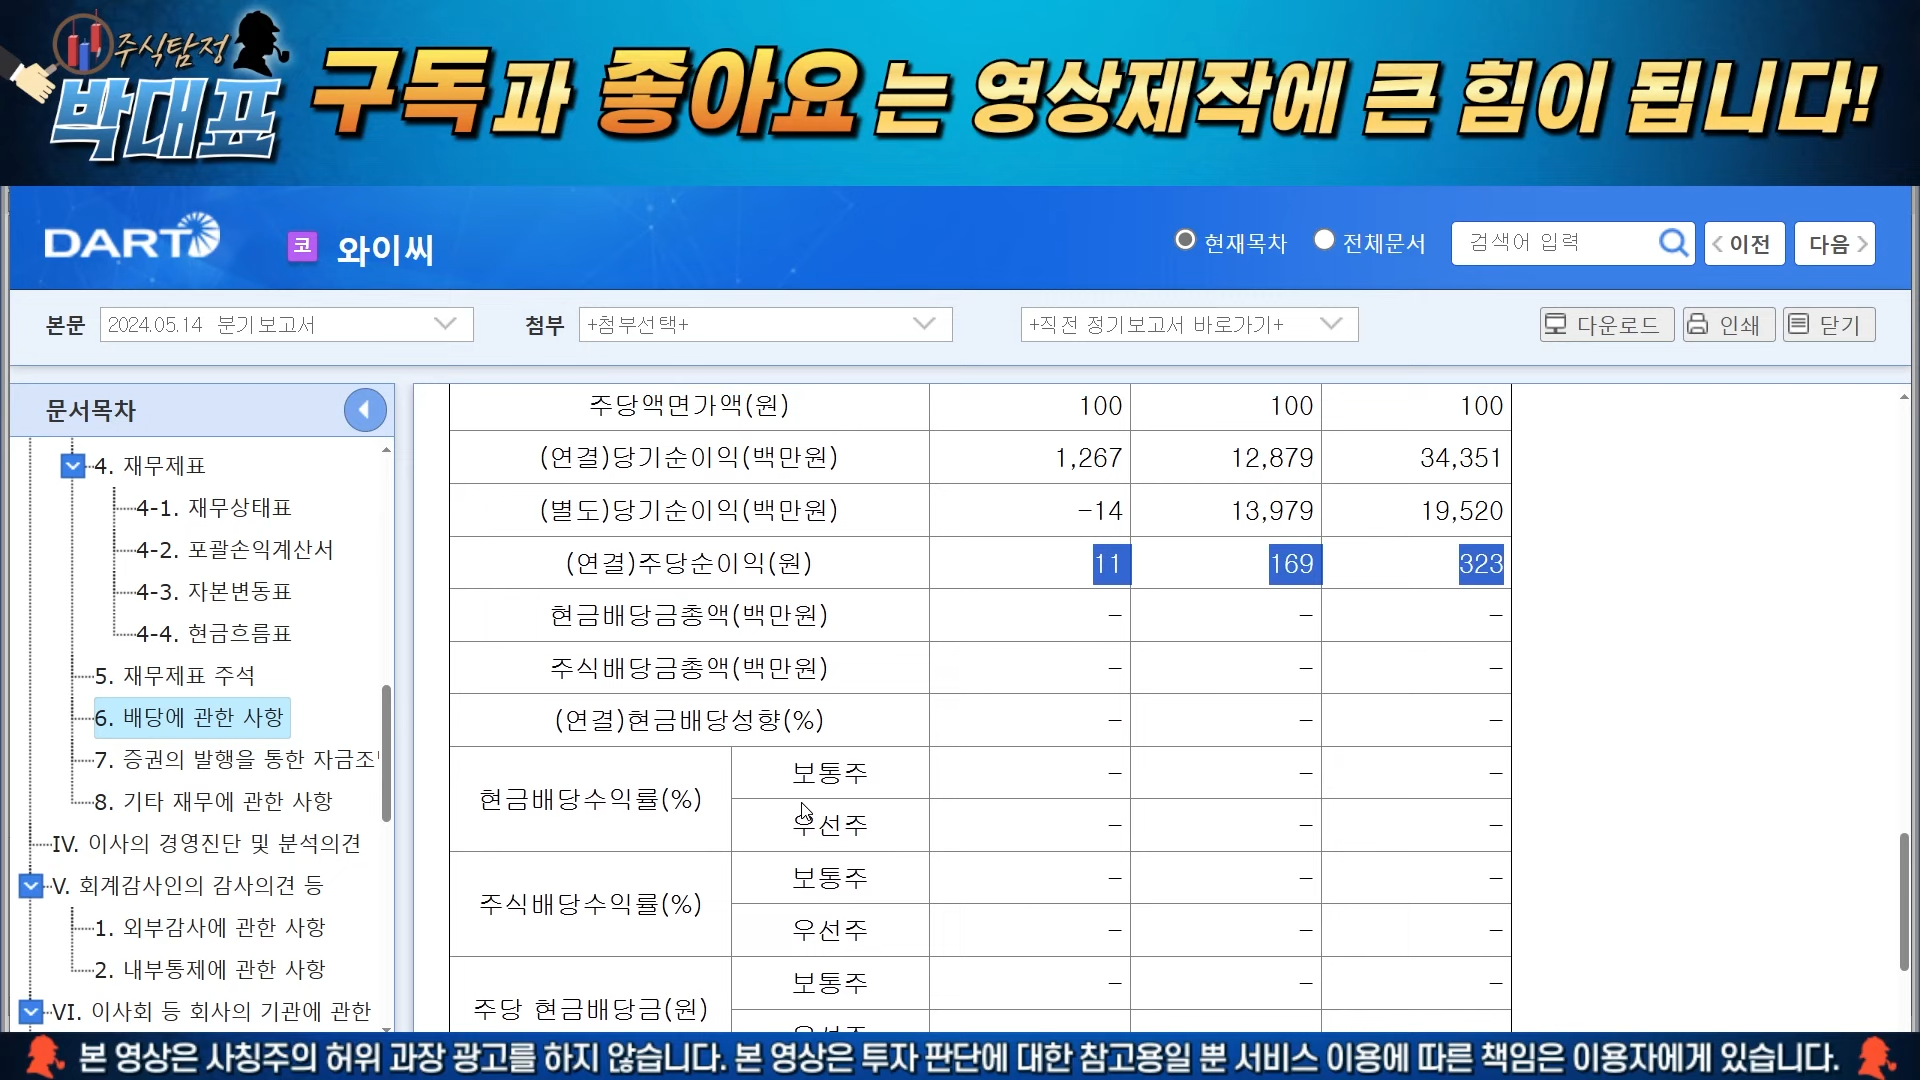 주식탐정
박대표
구독과 좋아요는 영상제작에 큰 힘이 됩니다!
DART
코 와이씨
현재목차 전체문서 검색어 입력 이전 다음
본문 2024.05.14 분기보고서 첨부 +첨부선택+ +직전 정기보고서 바로가기+ 다운로드 인쇄 닫기
문서목차
4. 재무제표
4-1. 재무상태표
4-2. 포괄손익계산서
4-3. 자본변동표
4-4. 현금흐름표
5. 재무제표 주석
6. 배당에 관한 사항
7. 증권의 발행을 통한 자금조
8. 기타 재무에 관한 사항
IV. 이사의 경영진단 및 분석의견
V. 회계감사인의 감사의견 등
1. 외부감사에 관한 사항
2. 내부통제에 관한 사항
VI. 이사회 등 회사의 기관에 관한
주당액면가액(원) 100 100 100
(연결)당기순이익(백만원) 1,267 12,879 34,351
(별도)당기순이익(백만원) -14 13,979 19,520
(연결)주당순이익(원) 11 169 323
현금배당금총액(백만원) - - -
주식배당금총액(백만원) - - -
(연결)현금배당성향(%) - - -
현금배당수익률(%) 보통주 - - -
우선주 - - -
주식배당수익률(%) 보통주 - - -
우선주 - - -
주당 현금배당금(원) 보통주 - - -
본 영상은 사칭주의 허위 과장 광고를 하지 않습니다. 본 영상은 투자 판단에 대한 참고용일 뿐 서비스 이용에 따른 책임은 이용자에게 있습니다.